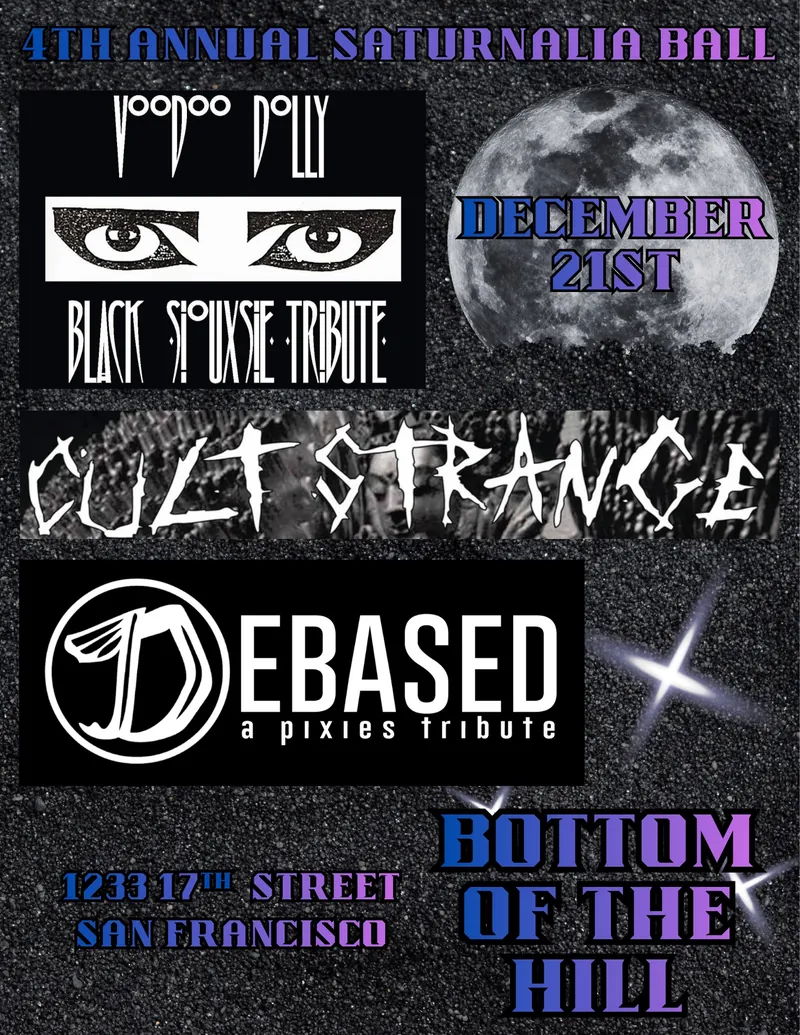 4TH ANNUAL SATURNALIA BALL
VOODOO DOLLY
BLACK SIOUXSIE TRIBUTE
DECEMBER
21ST
CULT STRANGE
DEBASED
a pixies tribute
BOTTOM
OF THE
HILL
1233 17TH STREET
SAN FRANCISCO